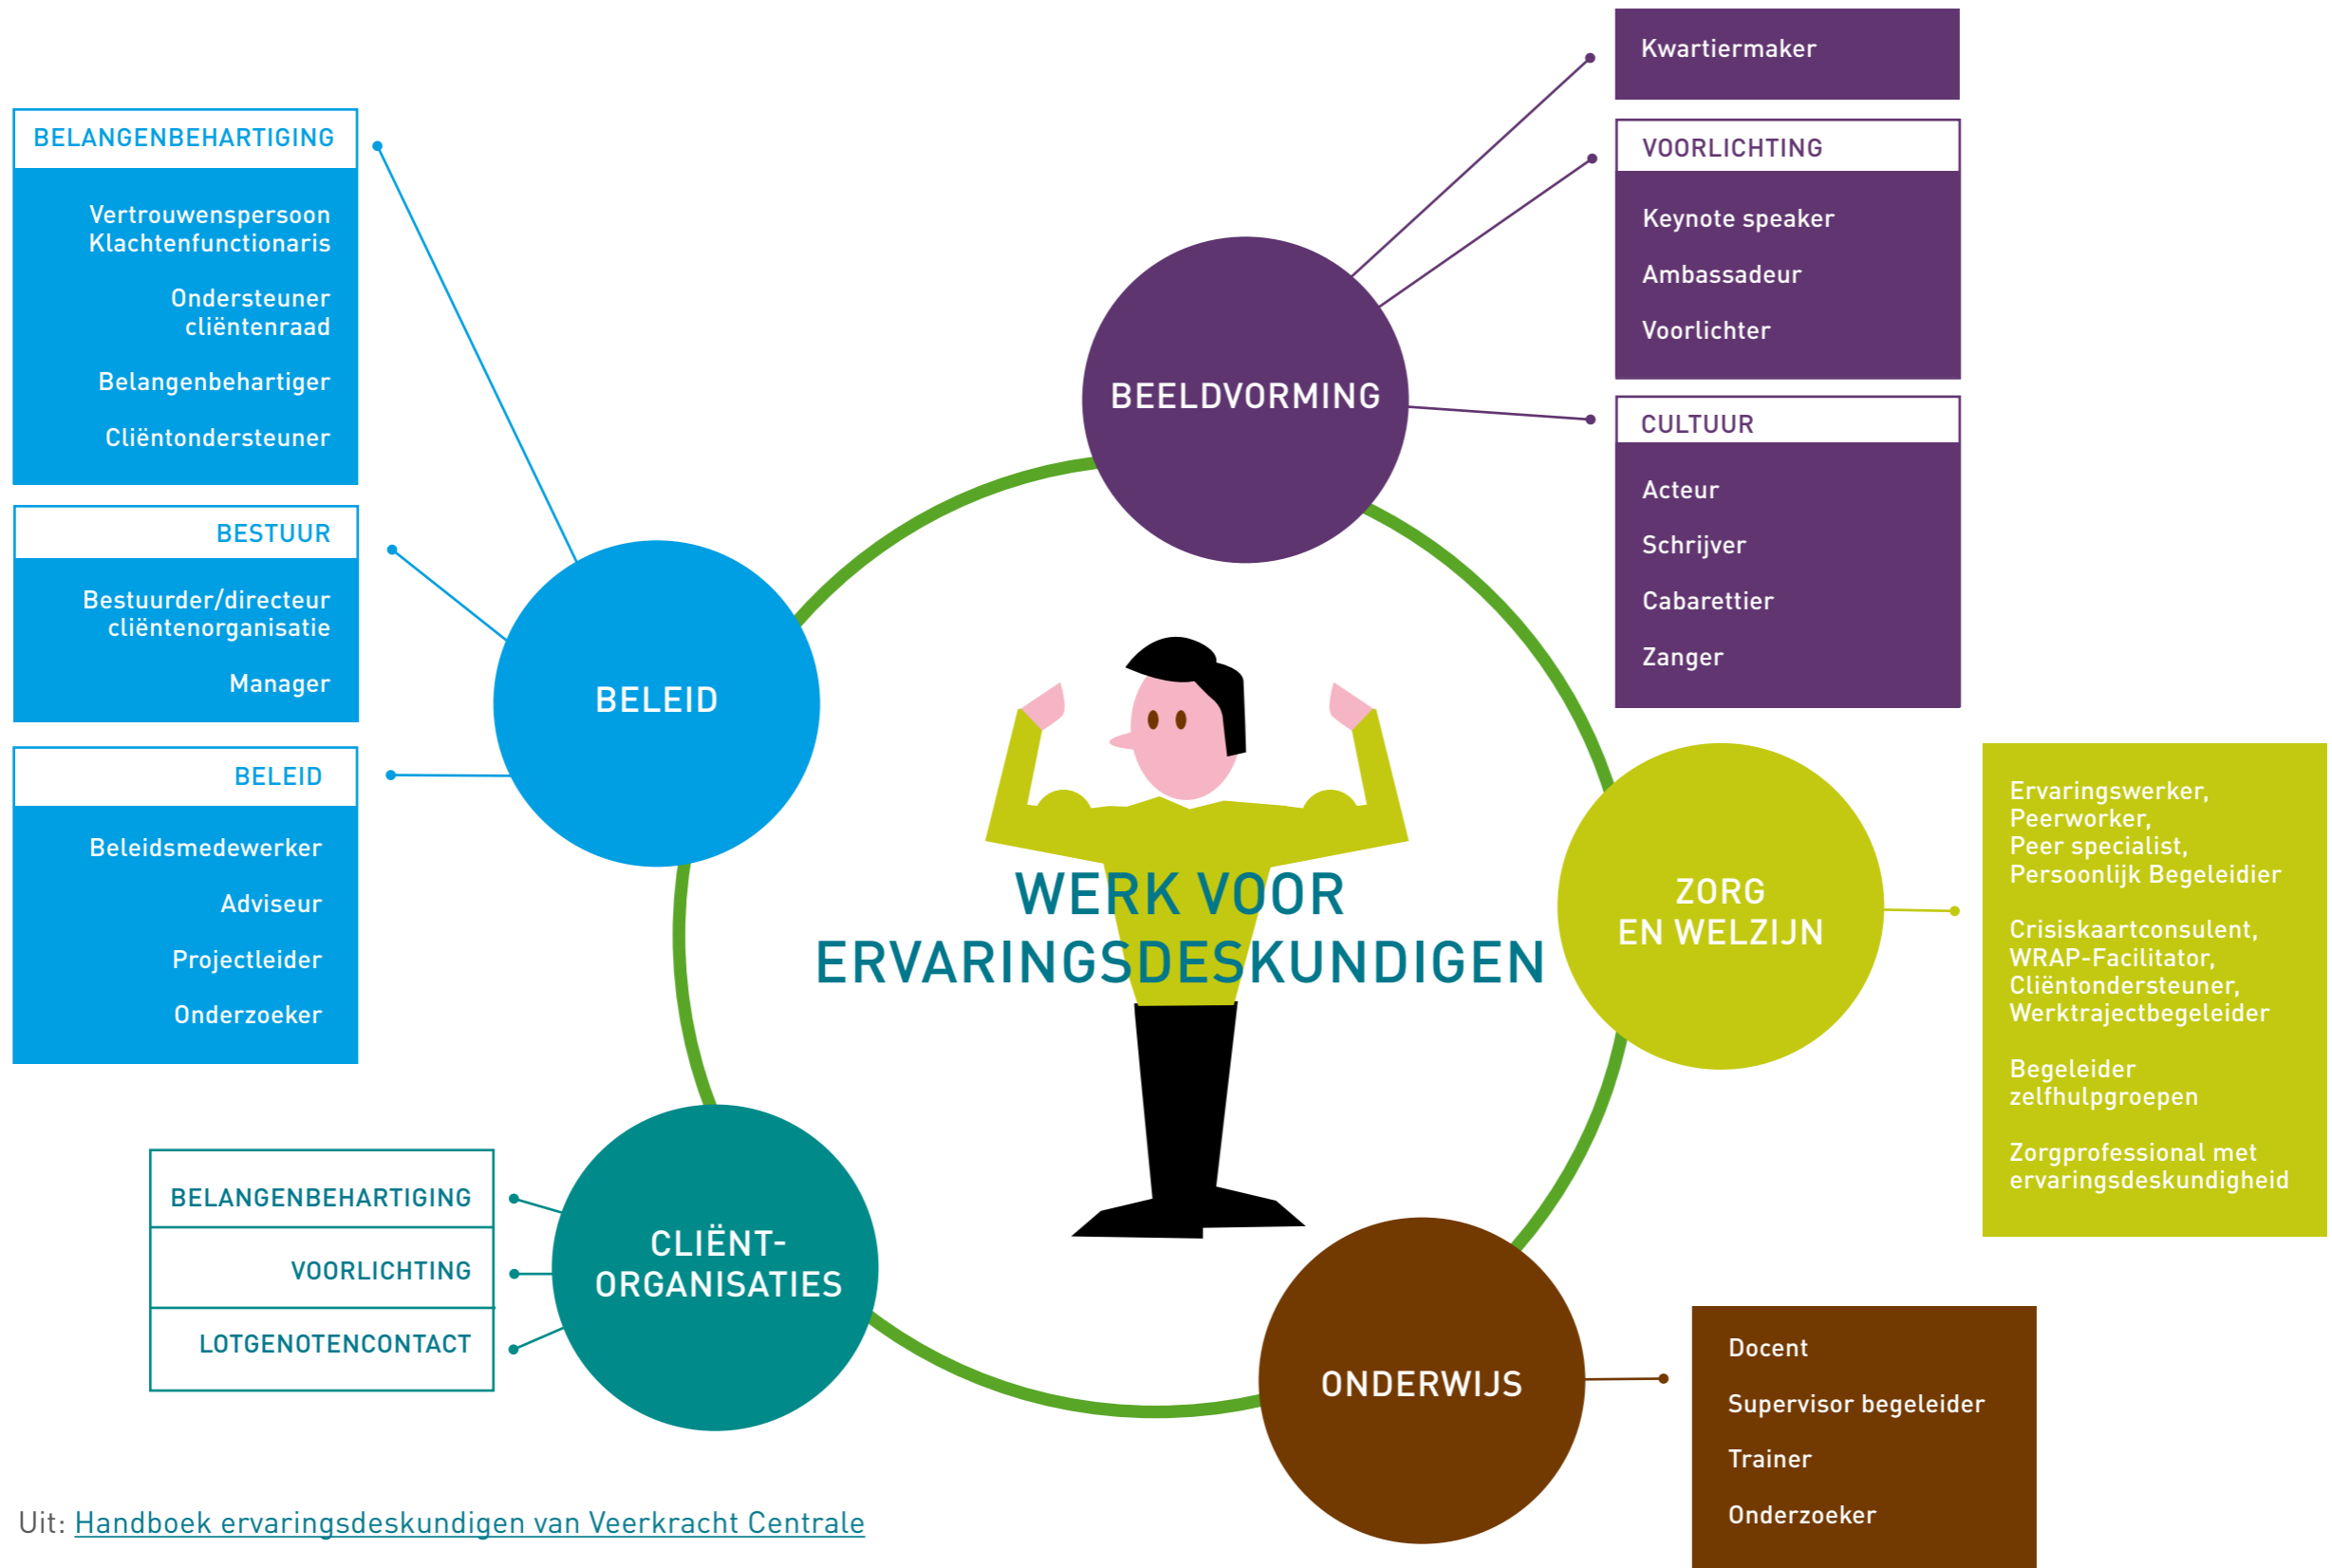 BELANGENBEHARTIGING
Vertrouwenspersoon
Klachtenfunctionaris
Ondersteuner
cliëntenraad
Belangenbehartiger
Cliëntondersteuner
BESTUUR
Bestuurder/directeur
cliëntenorganisatie
Manager
BELEID
Beleidsmedewerker
Adviseur
Projectleider
Onderzoeker
BELEID
BEELDVORMING
Kwartiermaker
VOORLICHTING
Keynote speaker
Ambassadeur
Voorlichter
CULTUUR
Acteur
Schrijver
Cabarettier
Zanger
WERK VOOR
ERVARINGSDESKUNDIGEN
ZORG
EN WELZIJN
Ervaringswerker,
Peerworker,
Peer specialist,
Persoonlijk Begeleidier
Crisiskaartconsulent,
WRAP-Facilitator,
Cliëntondersteuner,
Werktrajectbegeleider
Begeleider
zelfhulpgroepen
Zorgprofessional met
ervaringsdeskundigheid
BELANGENBEHARTIGING
VOORLICHTING
LOTGENOTENCONTACT
CLIËNT-
ORGANISATIES
ONDERWIJS
Docent
Supervisor begeleider
Trainer
Onderzoeker
Uit: Handboek ervaringsdeskundigen van Veerkracht Centrale